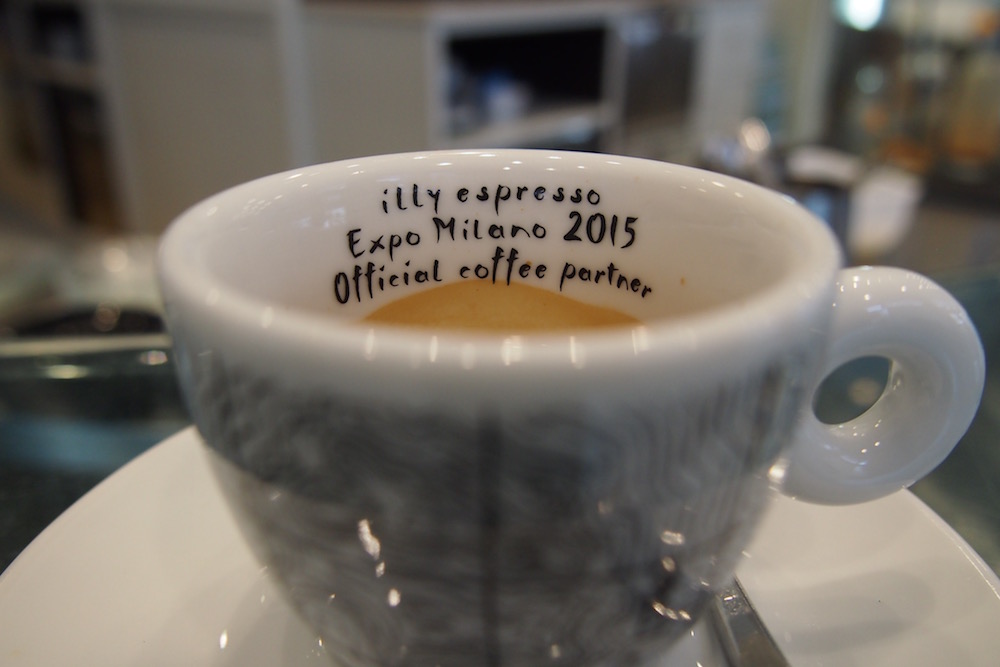 illy espresso
Expo Milano 2015
Official coffee partner